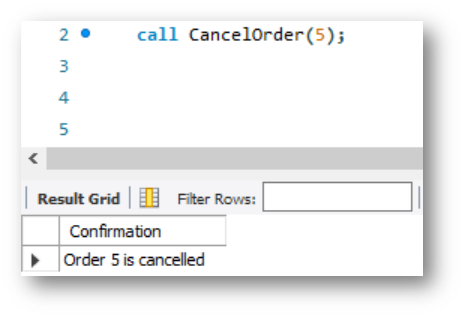 2 call CancelOrder(5);
3
4
5
Result Grid Filter Rows:
Confirmation
Order 5 is cancelled